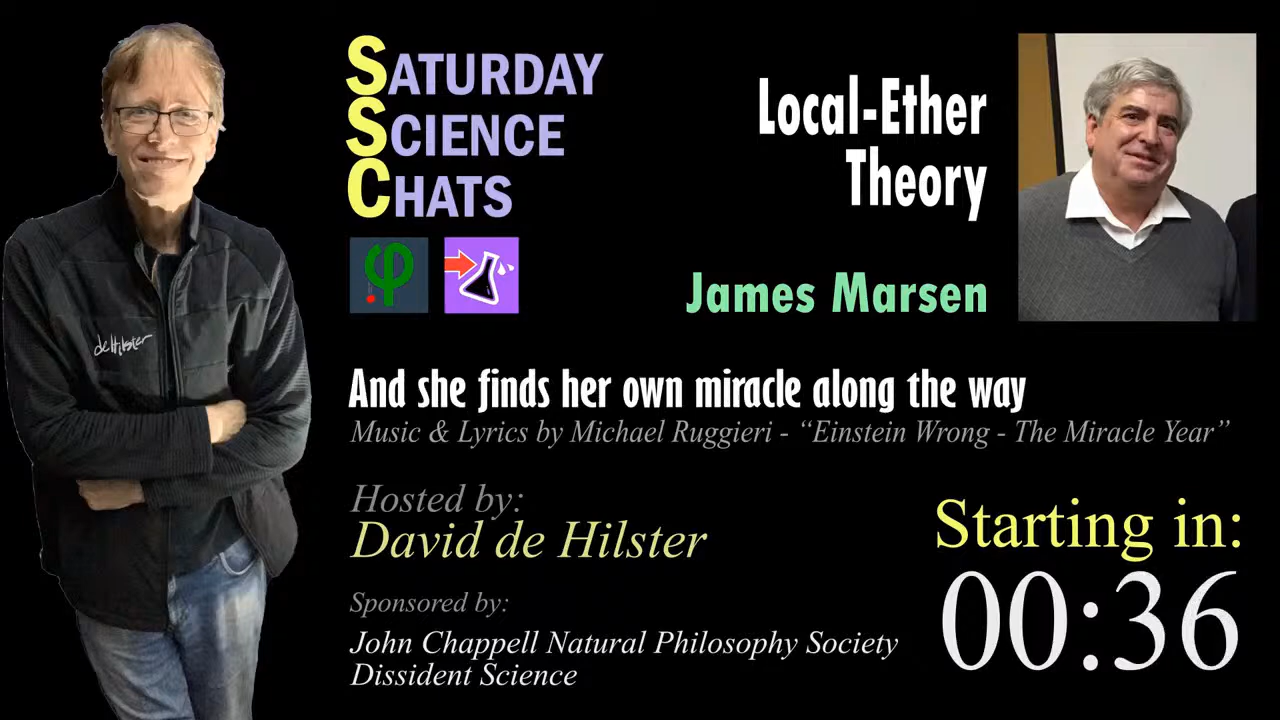 SATURDAY
SCIENCE
CHATS
Local-Ether
Theory
James Marsen
deHilster
And she finds her own miracle along the way
Music & Lyrics by Michael Ruggieri - “Einstein Wrong - The Miracle Year”
Hosted by:
David de Hilster
Starting in:
00:36
Sponsored by:
John Chappell Natural Philosophy Society
Dissident Science